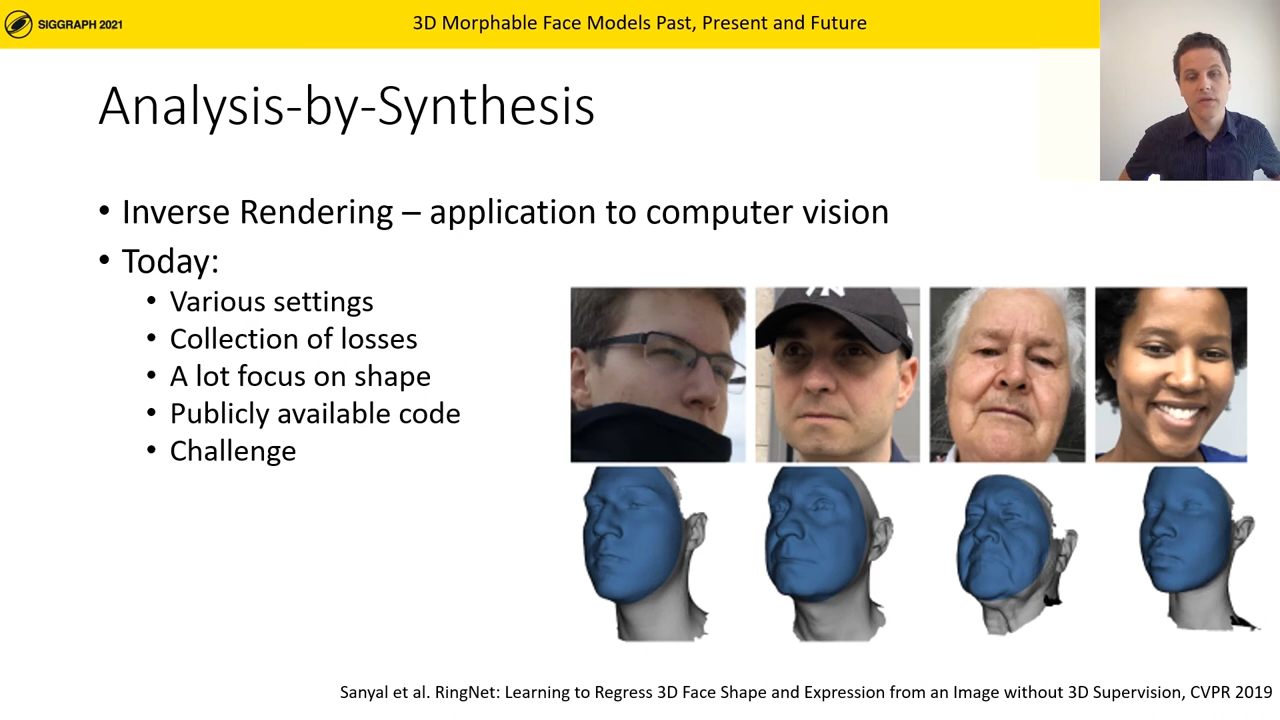 SIGGRAPH 2021
3D Morphable Face Models Past, Present and Future
Analysis-by-Synthesis
• Inverse Rendering – application to computer vision
• Today:
• Various settings
• Collection of losses
• A lot focus on shape
• Publicly available code
• Challenge
Sanyal et al. RingNet: Learning to Regress 3D Face Shape and Expression from an Image without 3D Supervision, CVPR 2019